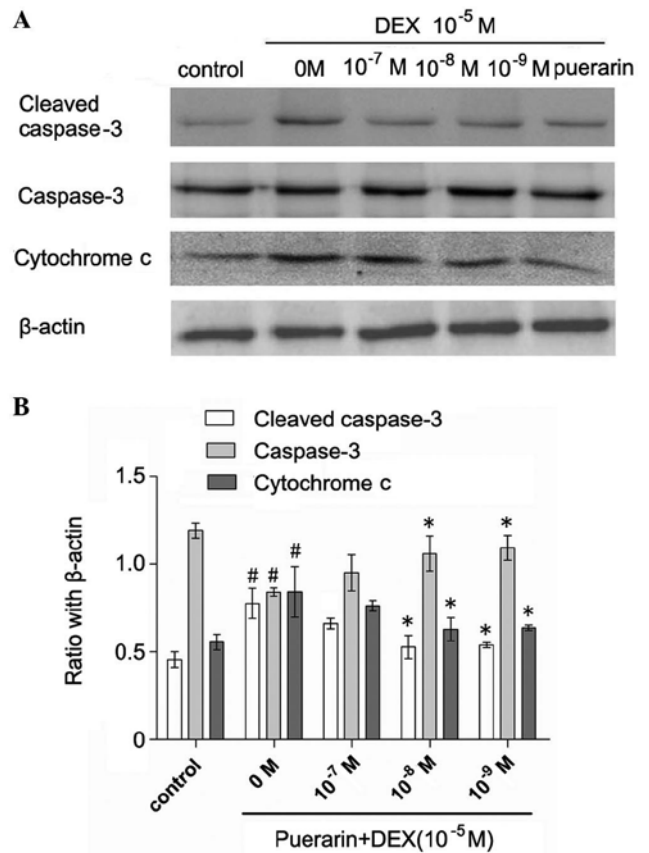 A
DEX 10⁻⁵ M
control 0M 10⁻⁷ M 10⁻⁸ M 10⁻⁹ M puerarin
Cleaved
caspase-3
Caspase-3
Cytochrome c
β-actin
B
Cleaved caspase-3
Caspase-3
Cytochrome c
Ratio with β-actin
1.5
1.0
0.5
0
# # #
* * *
* * *
control 0 M 10⁻⁷ M 10⁻⁸ M 10⁻⁹ M
Puerarin+DEX(10⁻⁵M)